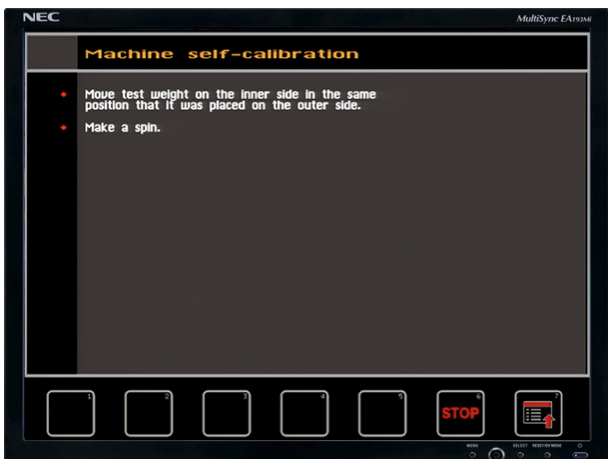 NEC
MultiSync EA193Mi
Machine self-calibration
Move test weight on the inner side in the same
position that it was placed on the outer side.
Make a spin.
1
2
3
4
5
6
7
STOP
MENU
SELECT
RESET/DV MODE